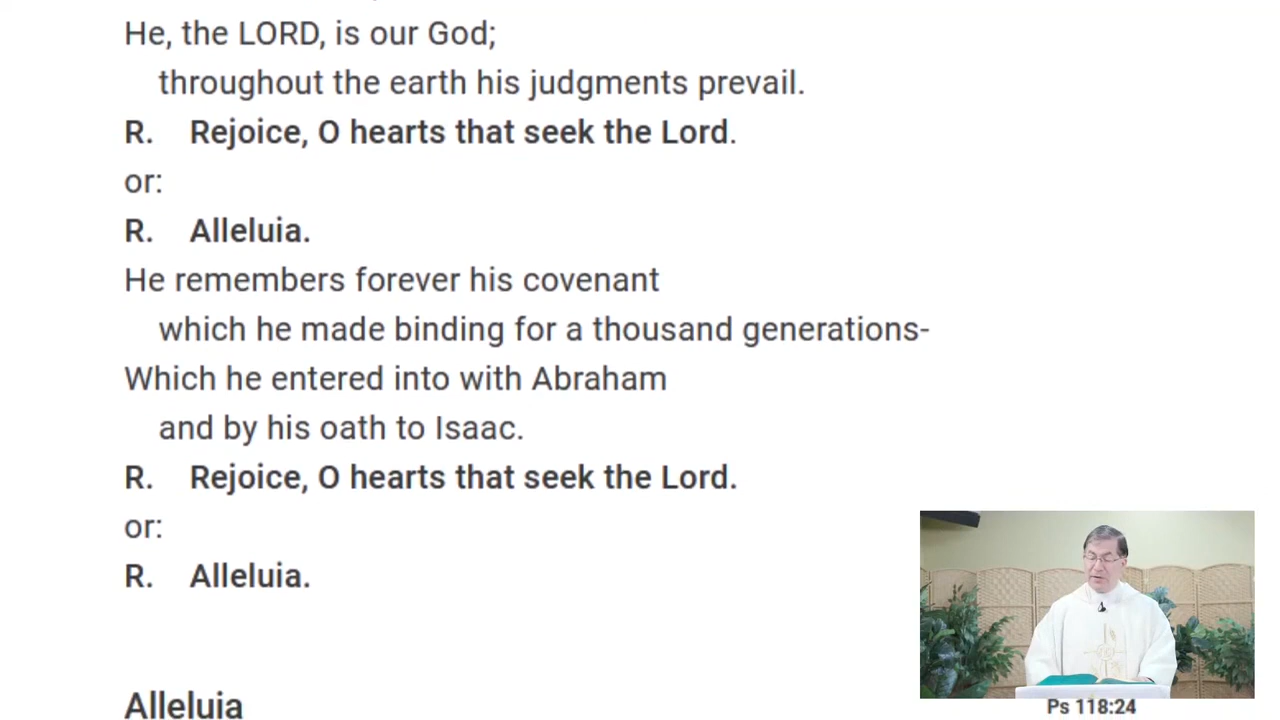 He, the LORD, is our God;
throughout the earth his judgments prevail.
R. Rejoice, O hearts that seek the Lord.
or:
R. Alleluia.
He remembers forever his covenant
which he made binding for a thousand generations-
Which he entered into with Abraham
and by his oath to Isaac.
R. Rejoice, O hearts that seek the Lord.
or:
R. Alleluia.
Alleluia
Ps 118:24